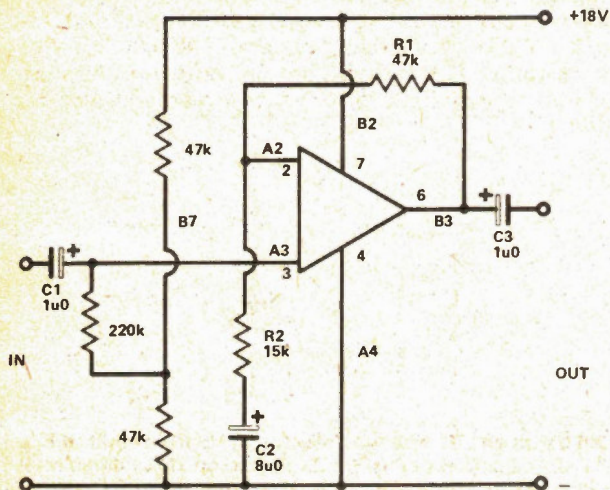 +18V
R1
47k
B2
A2
2
7
47k
6
B3
+
B7
A3
3
4
C3
1u0
+
C1
1u0
220k
R2
15k
A4
IN
OUT
+
47k
C2
8u0
–